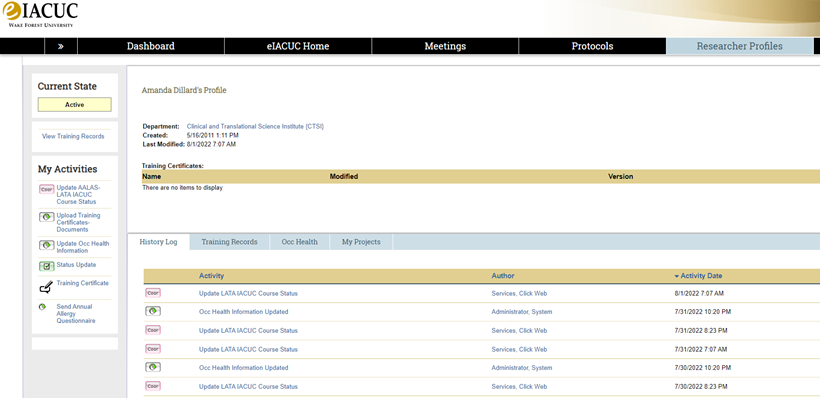 eIACUC
WAKE FOREST UNIVERSITY
» Dashboard eIACUC Home Meetings Protocols Researcher Profiles
Current State
Active
View Training Records
My Activities
Coor Update AALAS-
LATA IACUC
Course Status
Upload Training
Certificates-
Documents
Update Occ Health
Information
Status Update
Training Certificate
Send Annual
Allergy
Questionnaire
Amanda Dillard's Profile
Department: Clinical and Translational Science Institute [CTSI]
Created: 5/16/2011 1:11 PM
Last Modified: 8/1/2022 7:07 AM
Training Certificates:
Name Modified Version
There are no items to display
History Log Training Records Occ Health My Projects
Activity Author Activity Date
Coor Update LATA IACUC Course Status Services, Click Web 8/1/2022 7:07 AM
Occ Health Information Updated Administrator, System 7/31/2022 10:20 PM
Coor Update LATA IACUC Course Status Services, Click Web 7/31/2022 8:23 PM
Coor Update LATA IACUC Course Status Services, Click Web 7/31/2022 7:07 AM
Occ Health Information Updated Administrator, System 7/30/2022 10:20 PM
Coor Update LATA IACUC Course Status Services, Click Web 7/30/2022 8:23 PM